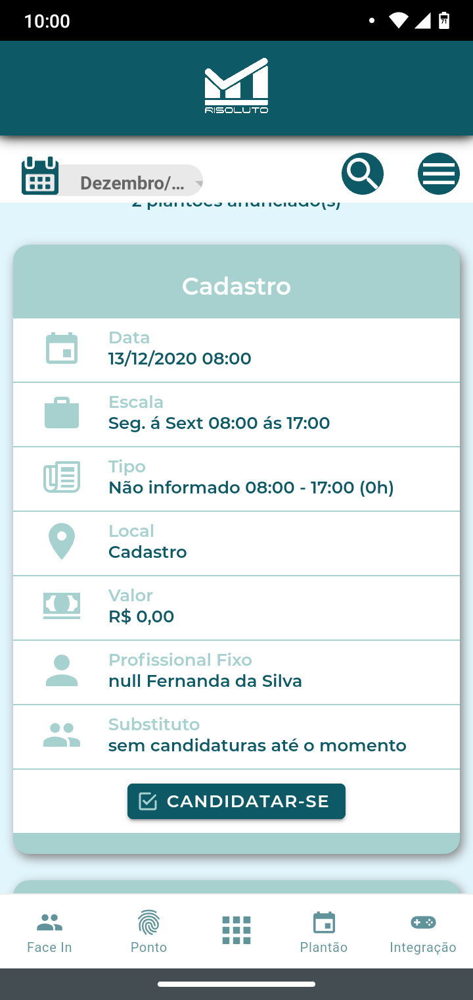 10:00
71
RISOLUTO
Dezembro/...
2 plantões anunciado(s)
Cadastro
Data
13/12/2020 08:00
Escala
Seg. á Sext 08:00 ás 17:00
Tipo
Não informado 08:00 - 17:00 (0h)
Local
Cadastro
Valor
R$ 0,00
Profissional Fixo
null Fernanda da Silva
Substituto
sem candidaturas até o momento
CANDIDATAR-SE
Face In
Ponto
Plantão
Integração